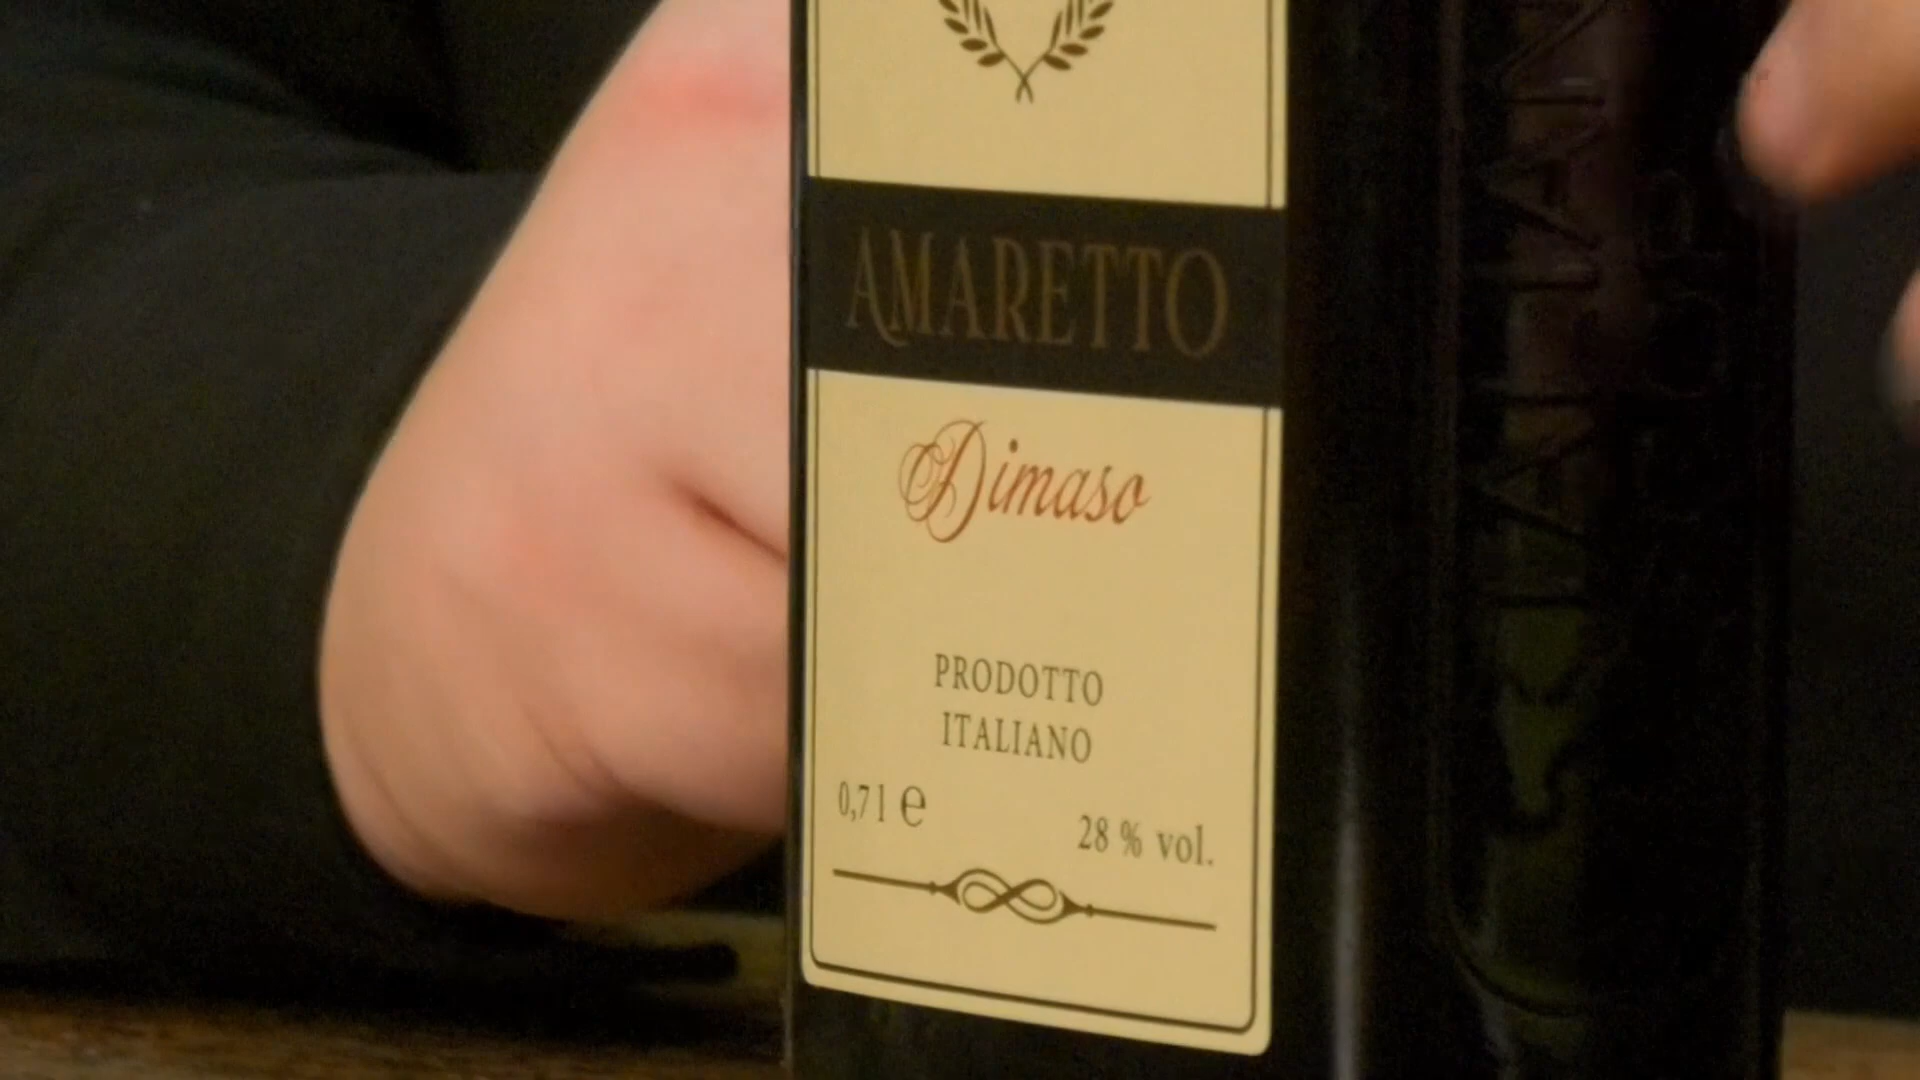 AMARETTO
Dimaso
PRODOTTO
ITALIANO
0,7 l e
28 % vol.